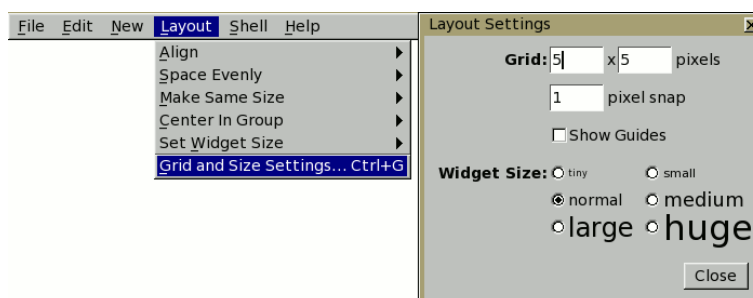 File Edit New Layout Shell Help
Align
Space Evenly
Make Same Size
Center In Group
Set Widget Size
Grid and Size Settings... Ctrl+G
Layout Settings
Grid: 5 x 5 pixels
1 pixel snap
Show Guides
Widget Size: tiny small
normal medium
large huge
Close